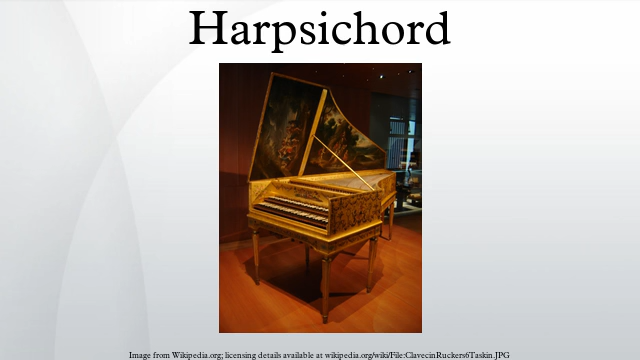 Harpsichord
Image from Wikipedia.org; licensing details available at wikipedia.org/wiki/File:ClavecinRuckers6Taskin.JPG